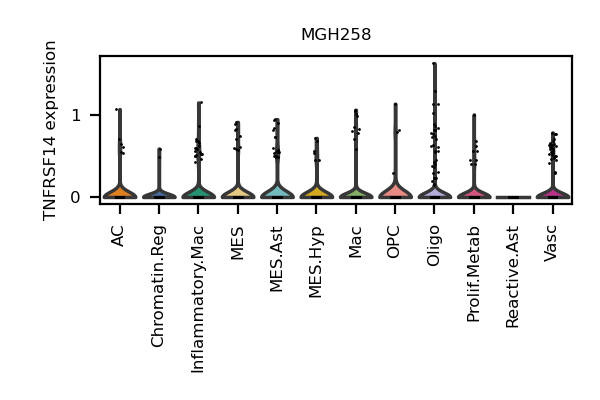 MGH258
TNFRSF14 expression
1
0
AC
Chromatin.Reg
Inflammatory.Mac
MES
MES.Ast
MES.Hyp
Mac
OPC
Oligo
Prolif.Metab
Reactive.Ast
Vasc